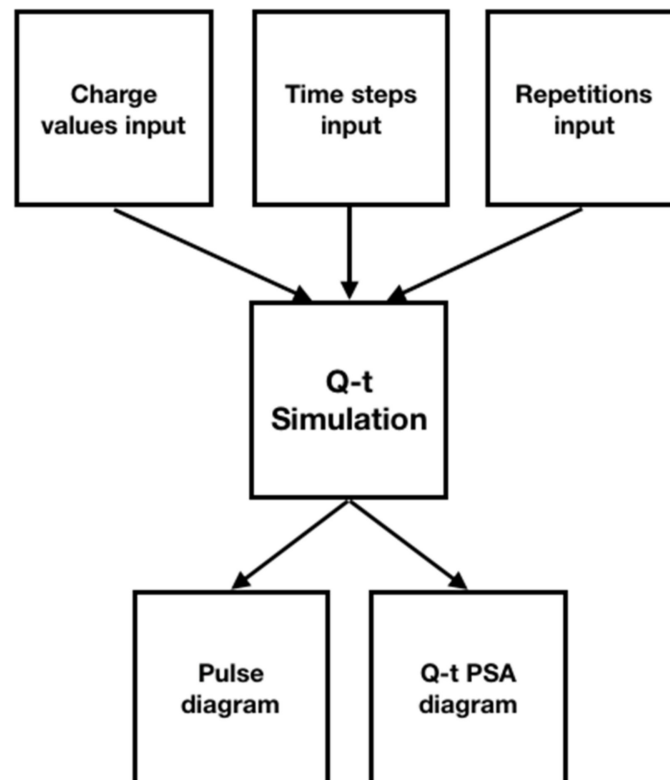 Charge
values input
Time steps
input
Repetitions
input
Q-t
Simulation
Pulse
diagram
Q-t PSA
diagram